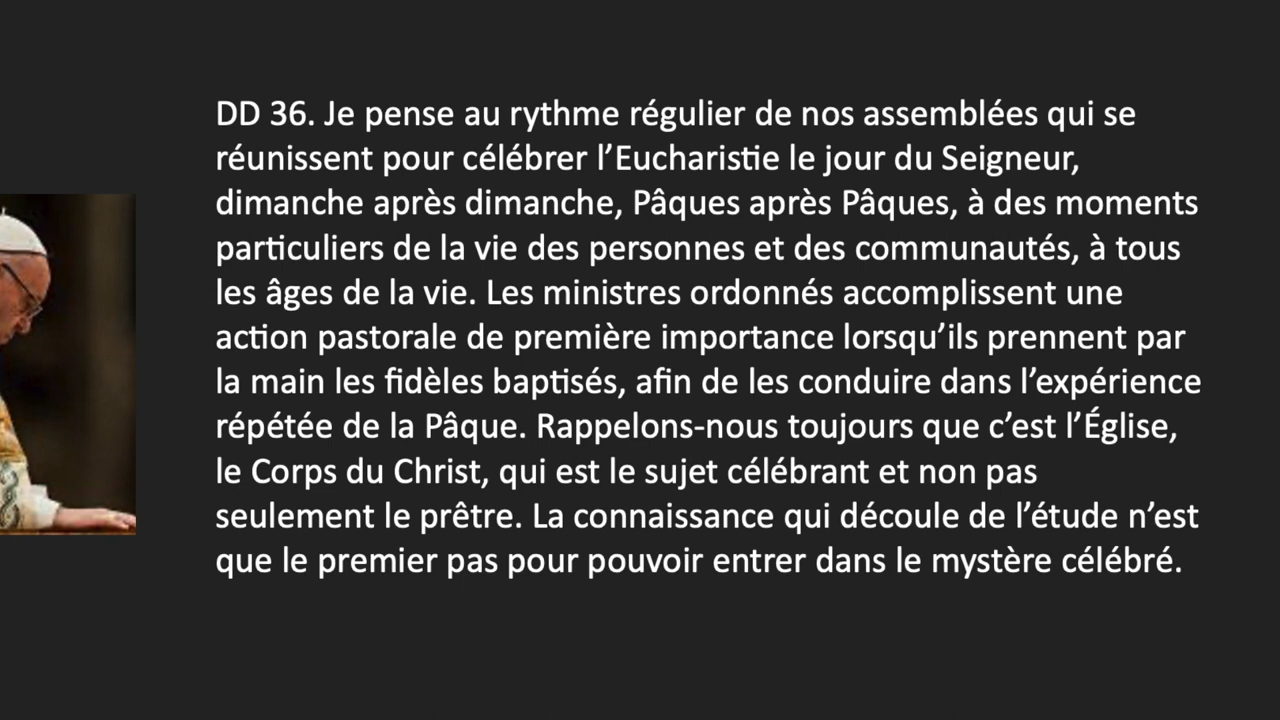 DD 36. Je pense au rythme régulier de nos assemblées qui se
réunissent pour célébrer l’Eucharistie le jour du Seigneur,
dimanche après dimanche, Pâques après Pâques, à des moments
particuliers de la vie des personnes et des communautés, à tous
les âges de la vie. Les ministres ordonnés accomplissent une
action pastorale de première importance lorsqu’ils prennent par
la main les fidèles baptisés, afin de les conduire dans l’expérience
répétée de la Pâque. Rappelons-nous toujours que c’est l’Église,
le Corps du Christ, qui est le sujet célébrant et non pas
seulement le prêtre. La connaissance qui découle de l’étude n’est
que le premier pas pour pouvoir entrer dans le mystère célébré.